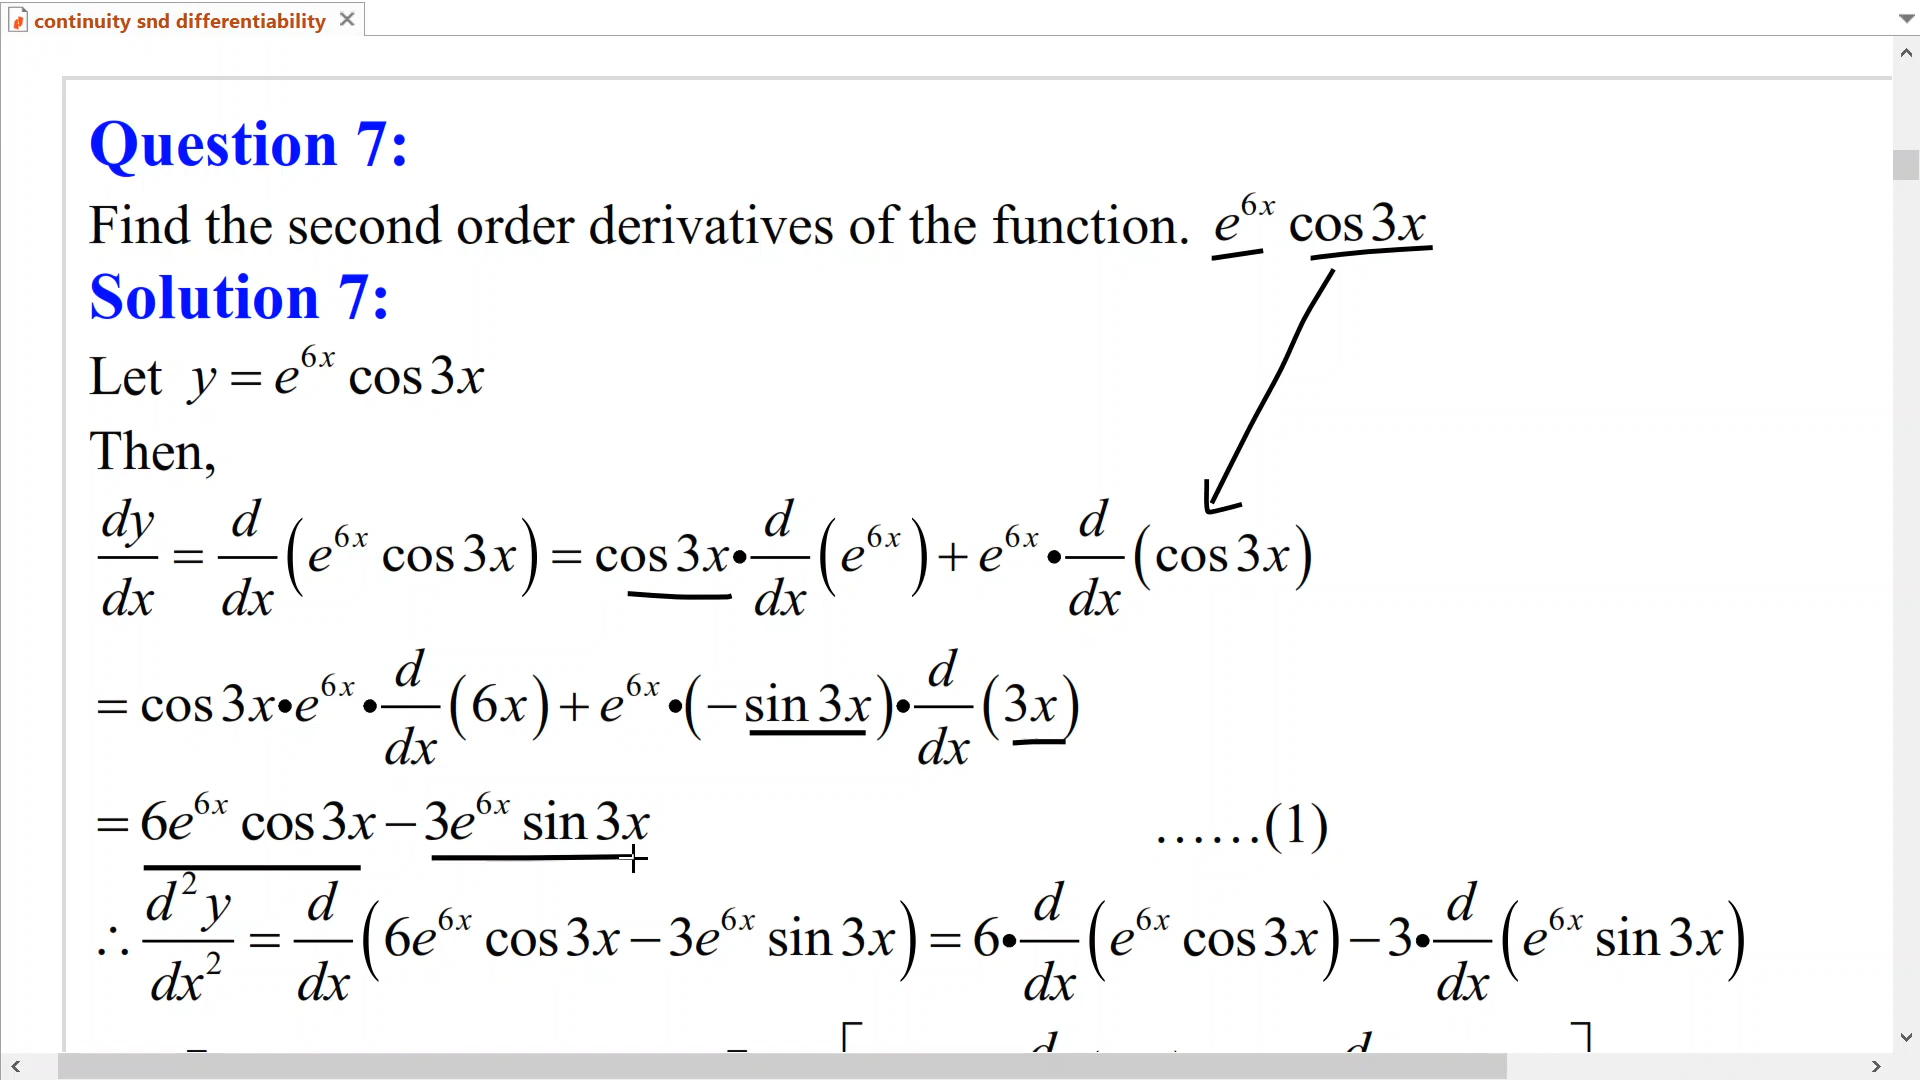 continuity snd differentiability
Question 7:
Find the second order derivatives of the function. e^{6x} cos 3x
Solution 7:
Let y = e^{6x} cos 3x
Then,
dy/dx = d/dx (e^{6x} cos 3x) = cos 3x • d/dx (e^{6x}) + e^{6x} • d/dx (cos 3x)
= cos 3x • e^{6x} • d/dx (6x) + e^{6x} • (− sin 3x) • d/dx (3x)
= 6e^{6x} cos 3x − 3e^{6x} sin 3x ……(1)
∴ d²y/dx² = d/dx (6e^{6x} cos 3x − 3e^{6x} sin 3x) = 6 • d/dx (e^{6x} cos 3x) − 3 • d/dx (e^{6x} sin 3x)